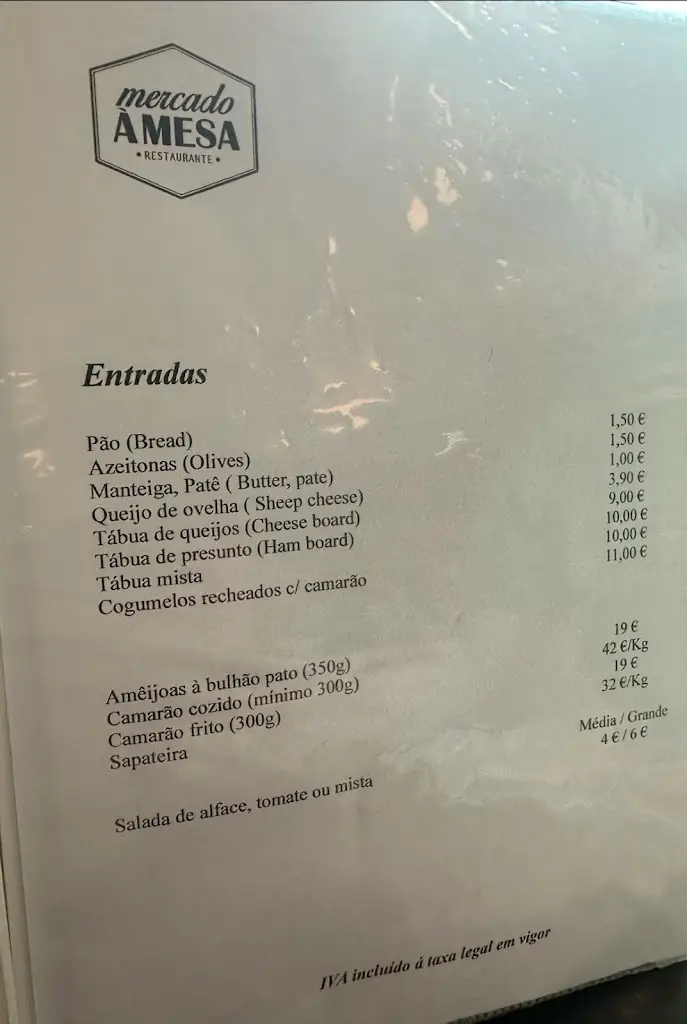 mercado
À MESA
• RESTAURANTE •
Entradas
Pão (Bread) 1,50 €
Azeitonas (Olives) 1,50 €
Manteiga, Patê ( Butter, pate) 1,00 €
Queijo de ovelha ( Sheep cheese) 3,90 €
Tábua de queijos (Cheese board) 9,00 €
Tábua de presunto (Ham board) 10,00 €
Tábua mista 10,00 €
Cogumelos recheados c/ camarão 11,00 €
Amêijoas à bulhão pato (350g) 19 €
Camarão cozido (mínimo 300g) 42 €/Kg
Camarão frito (300g) 19 €
Sapateira 32 €/Kg
Média / Grande
Salada de alface, tomate ou mista 4 € / 6 €
IVA incluído á taxa legal em vigor